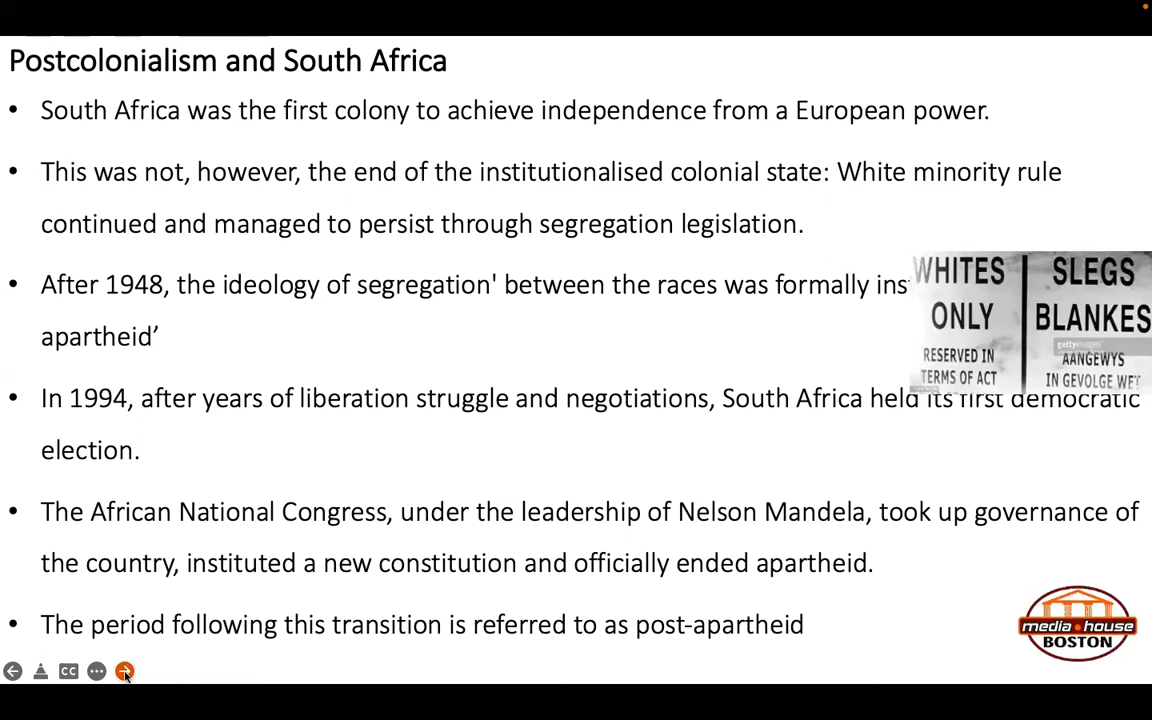 Postcolonialism and South Africa
• South Africa was the first colony to achieve independence from a European power.
• This was not, however, the end of the institutionalised colonial state: White minority rule
continued and managed to persist through segregation legislation.
• After 1948, the ideology of segregation' between the races was formally ins
apartheid’
WHITES
ONLY
RESERVED IN
TERMS OF ACT
SLEGS
BLANKES
gettyimages
AANGEWYS
IN GEVOLGE WET
• In 1994, after years of liberation struggle and negotiations, South Africa held its first democratic
election.
• The African National Congress, under the leadership of Nelson Mandela, took up governance of
the country, instituted a new constitution and officially ended apartheid.
• The period following this transition is referred to as post-apartheid
media house
BOSTON
CC